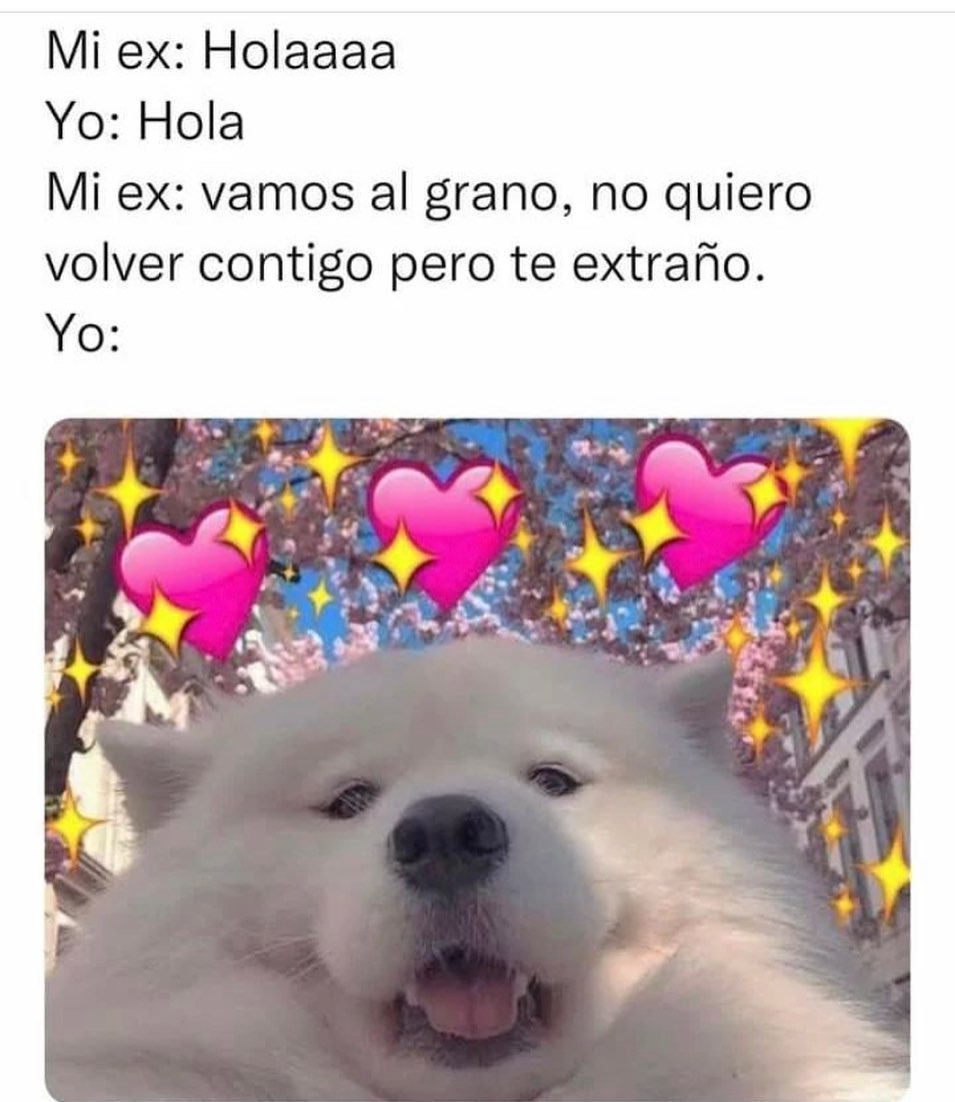 Mi ex: Holaaaa
Yo: Hola
Mi ex: vamos al grano, no quiero
volver contigo pero te extraño.
Yo: